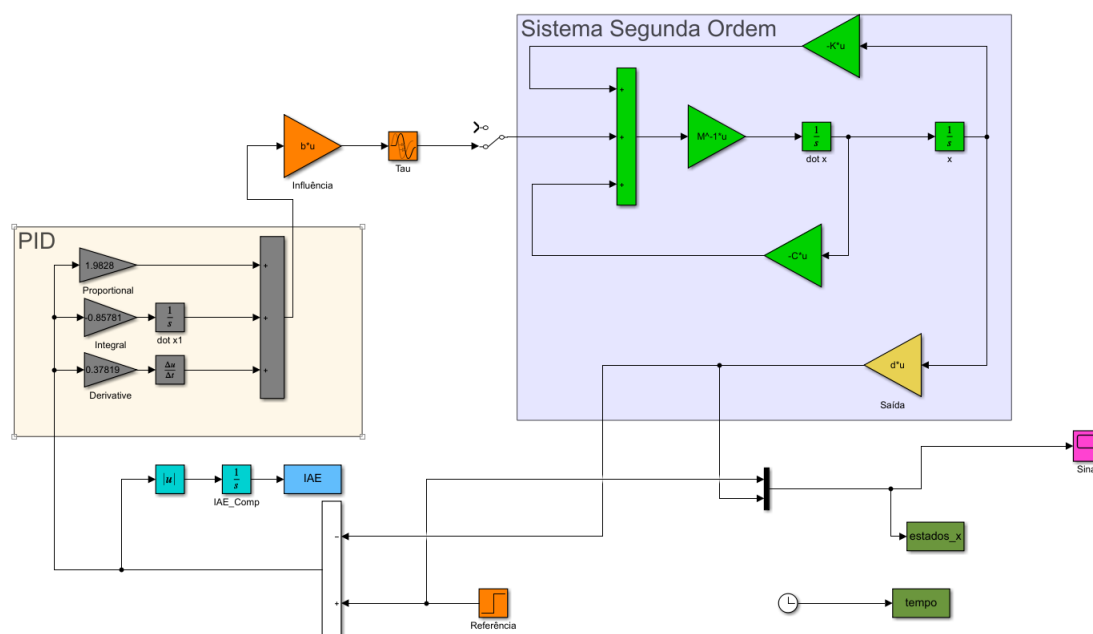 Sistema Segunda Ordem
-K*u
+
+
+
M^-1*u
1
s
dot x
1
s
x
b*u
Influência
Tau
-C*u
PID
1.9828
Proportional
-0.85781
Integral
1
s
dot x1
0.37819
Derivative
Δu
Δt
+
+
+
d*u
Saída
|u|
1
s
IAE_Comp
IAE
−
+
Referência
Sina
estados_x
tempo